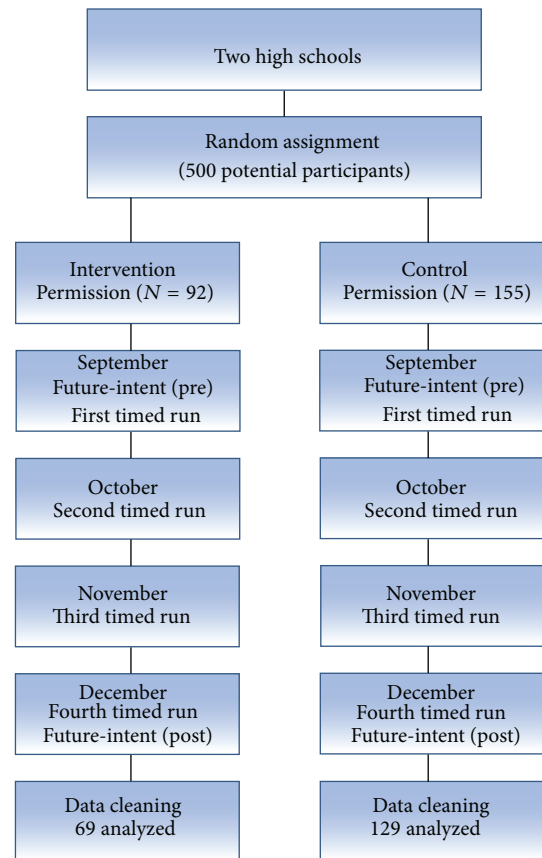 Two high schools
Random assignment
(500 potential participants)
Intervention
Permission (N = 92)
Control
Permission (N = 155)
September
Future-intent (pre)
First timed run
September
Future-intent (pre)
First timed run
October
Second timed run
October
Second timed run
November
Third timed run
November
Third timed run
December
Fourth timed run
Future-intent (post)
December
Fourth timed run
Future-intent (post)
Data cleaning
69 analyzed
Data cleaning
129 analyzed